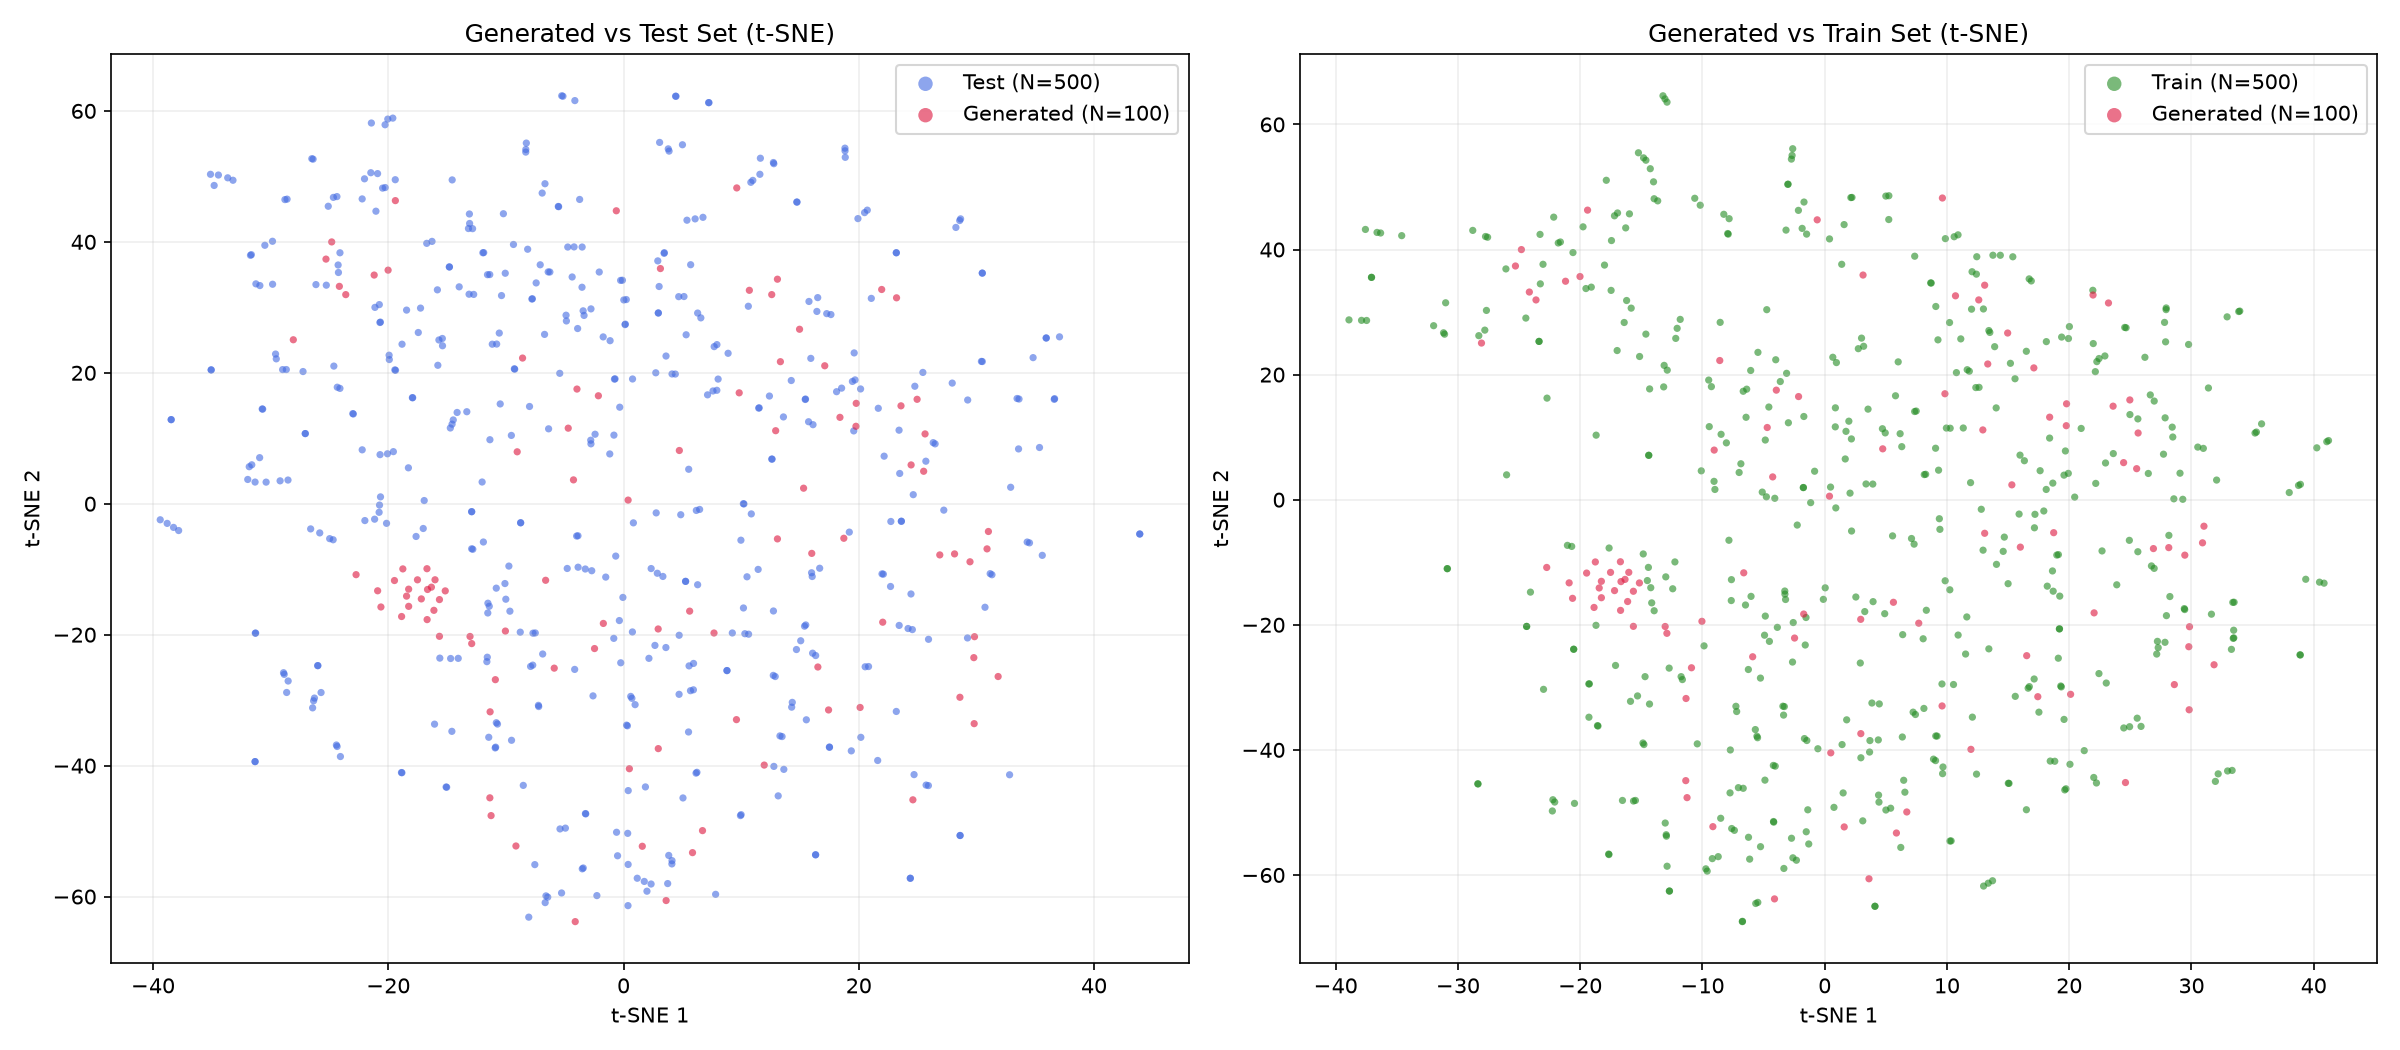 Generated vs Test Set (t-SNE)
Test (N=500)
Generated (N=100)
60
40
20
0
−20
−40
−60
t-SNE 2
−40
−20
0
20
40
t-SNE 1
Generated vs Train Set (t-SNE)
Train (N=500)
Generated (N=100)
60
40
20
0
−20
−40
−60
t-SNE 2
−40
−30
−20
−10
0
10
20
30
40
t-SNE 1